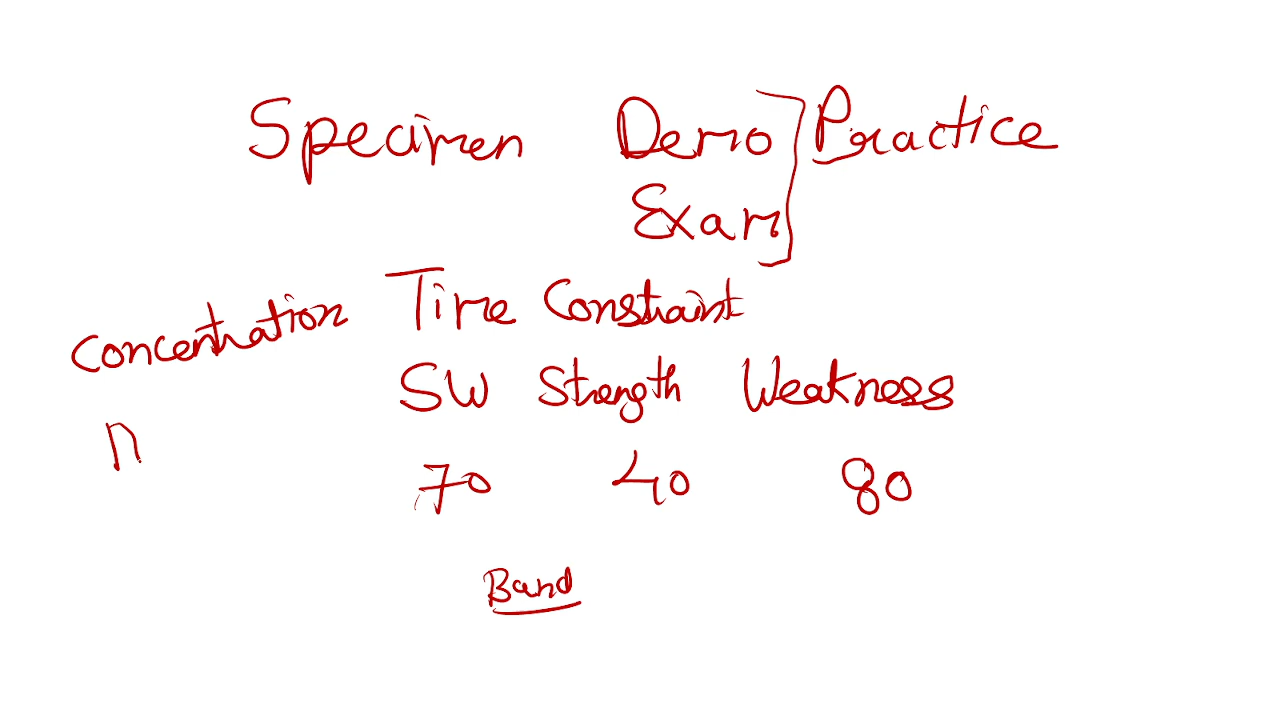 Specimen Demo Practice
Exam
Concentration Time Constraint
SW Strength Weakness
n
70 40 80
Band